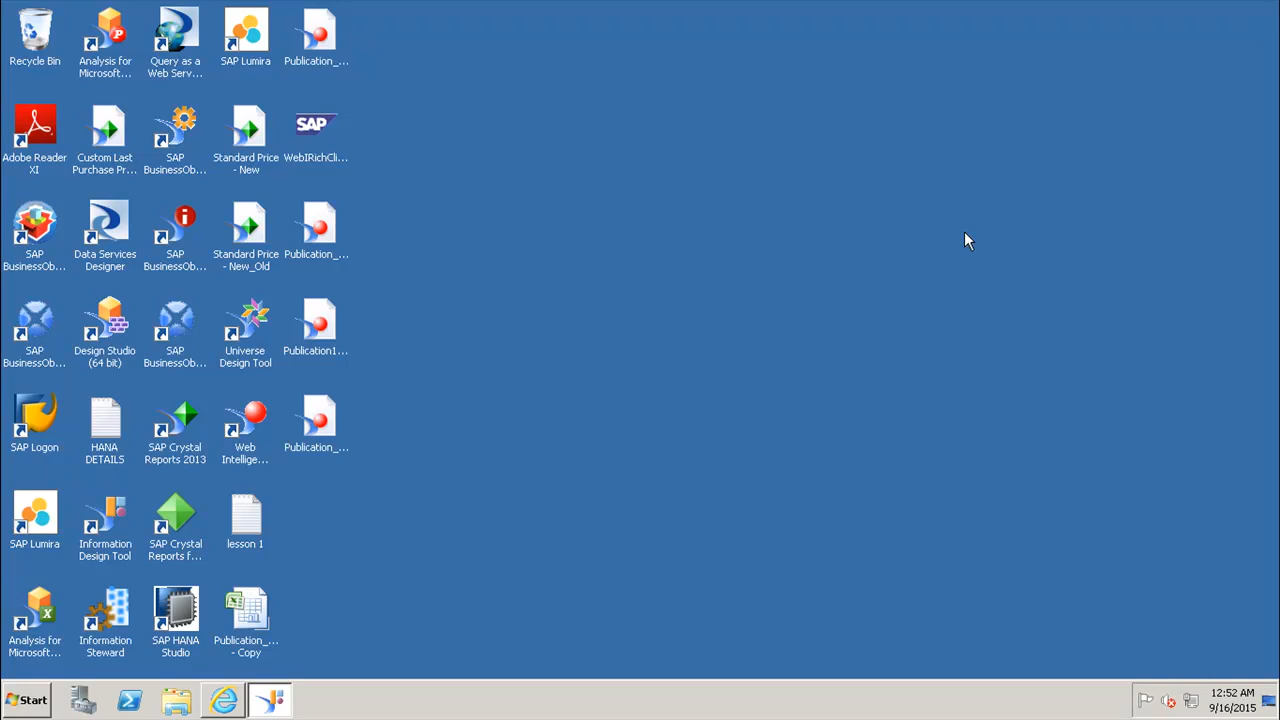 Recycle Bin
Analysis for
Microsoft...
Query as a
Web Serv...
SAP Lumira
Publication_...
Adobe Reader
XI
Custom Last
Purchase Pr...
SAP
BusinessOb...
Standard Price
- New
SAP
WebIRichCli...
SAP
BusinessOb...
Data Services
Designer
SAP
BusinessOb...
Standard Price
- New_Old
Publication_...
SAP
BusinessOb...
Design Studio
(64 bit)
SAP
BusinessOb...
Universe
Design Tool
Publication1...
SAP Logon
HANA
DETAILS
SAP Crystal
Reports 2013
Web
Intellige...
Publication_...
SAP Lumira
Information
Design Tool
SAP Crystal
Reports f...
lesson 1
Analysis for
Microsoft...
Information
Steward
SAP HANA
Studio
Publication_...
- Copy
Start
12:52 AM
9/16/2015